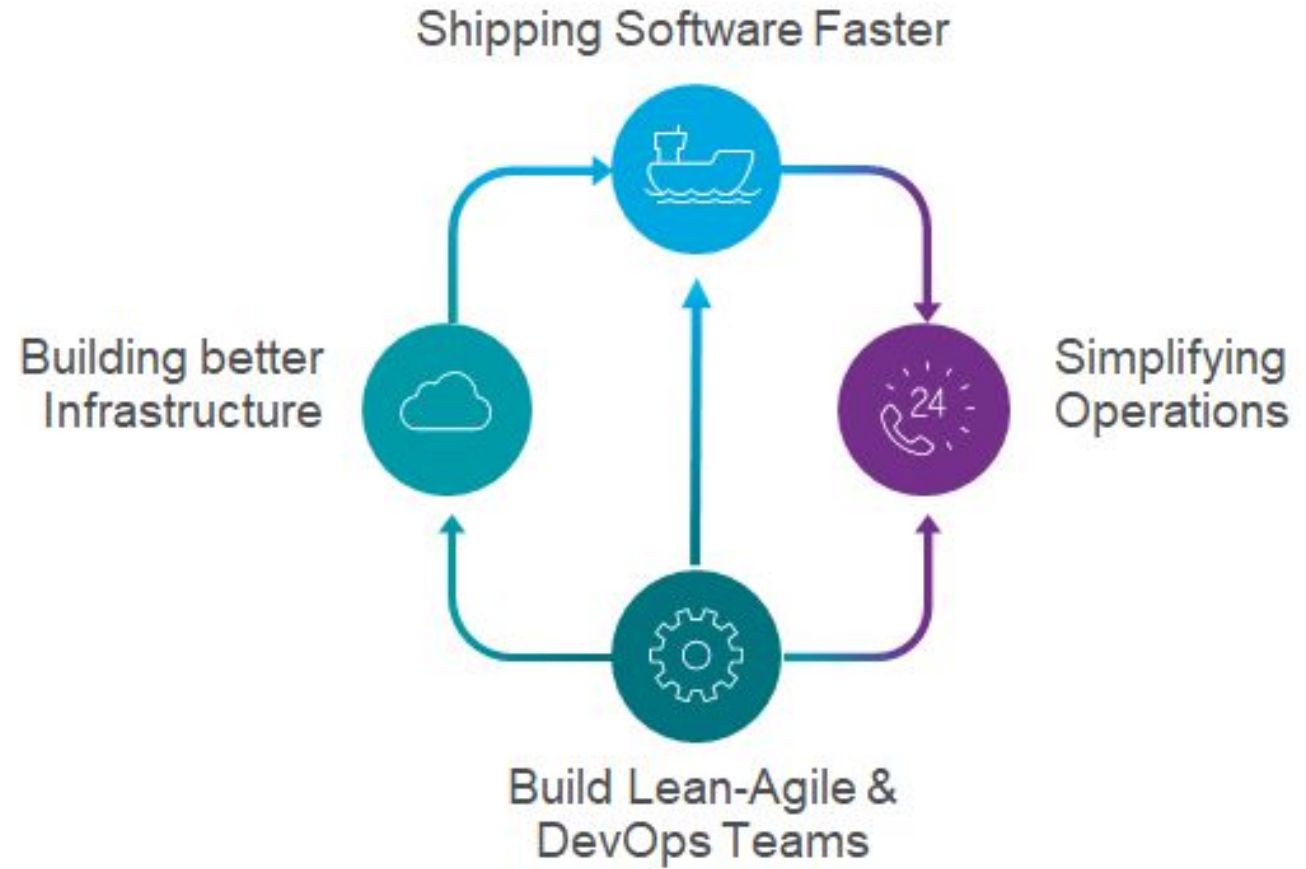 Shipping Software Faster
Building better
Infrastructure
24
Simplifying
Operations
Build Lean-Agile &
DevOps Teams